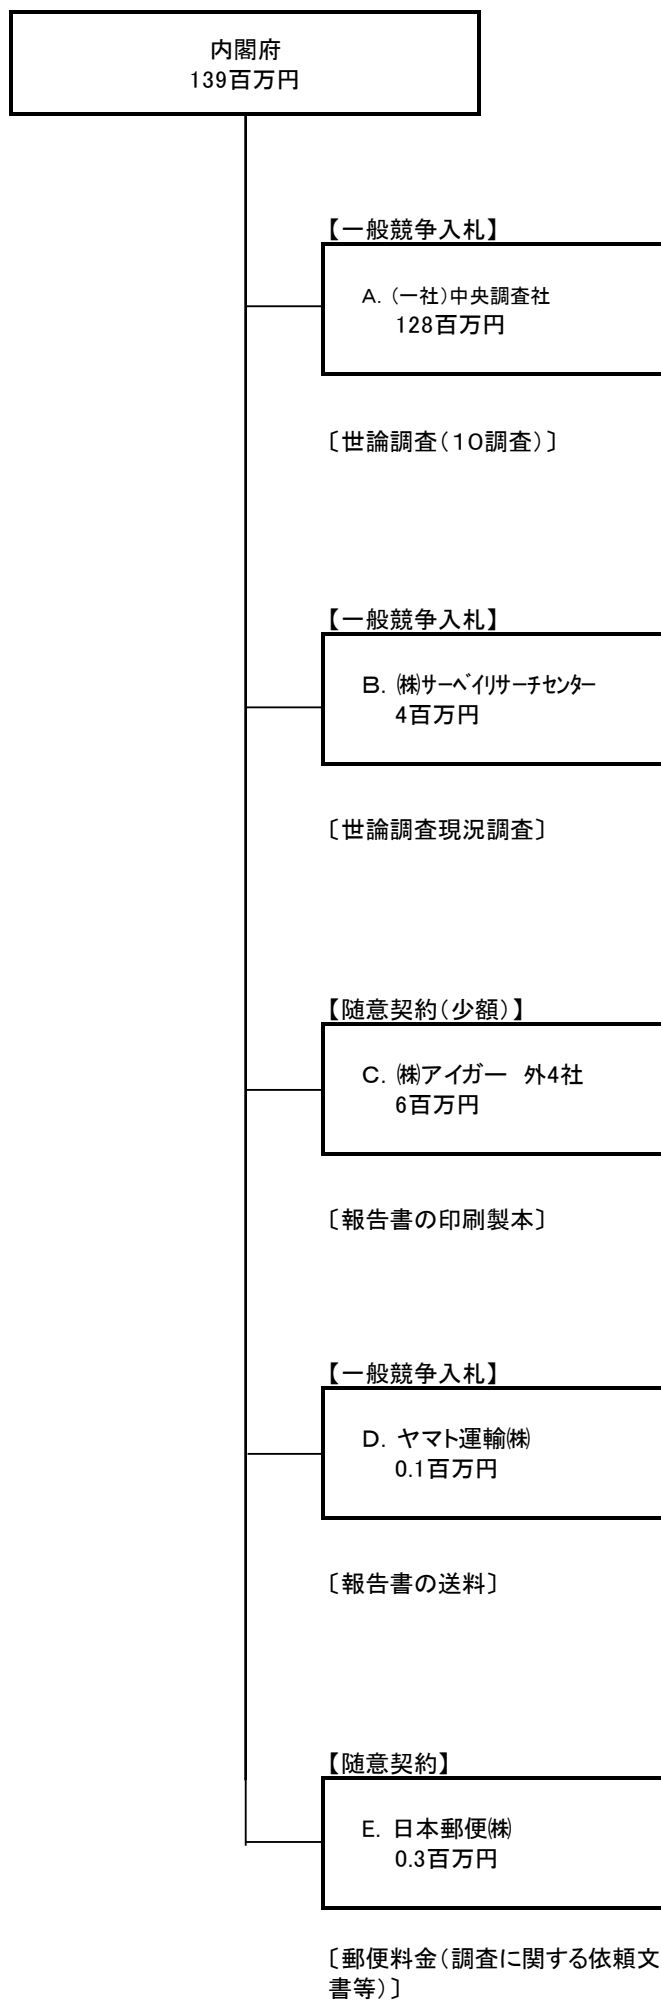 内閣府
139百万円
【一般競争入札】
A. (一社)中央調査社
128百万円
〔世論調査(10調査)〕
【一般競争入札】
B. ㈱サーベイリサーチセンター
4百万円
〔世論調査現況調査〕
【随意契約(少額)】
C. ㈱アイガー 外4社
6百万円
〔報告書の印刷製本〕
【一般競争入札】
D. ヤマト運輸㈱
0.1百万円
〔報告書の送料〕
【随意契約】
E. 日本郵便㈱
0.3百万円
〔郵便料金(調査に関する依頼文
書等)〕